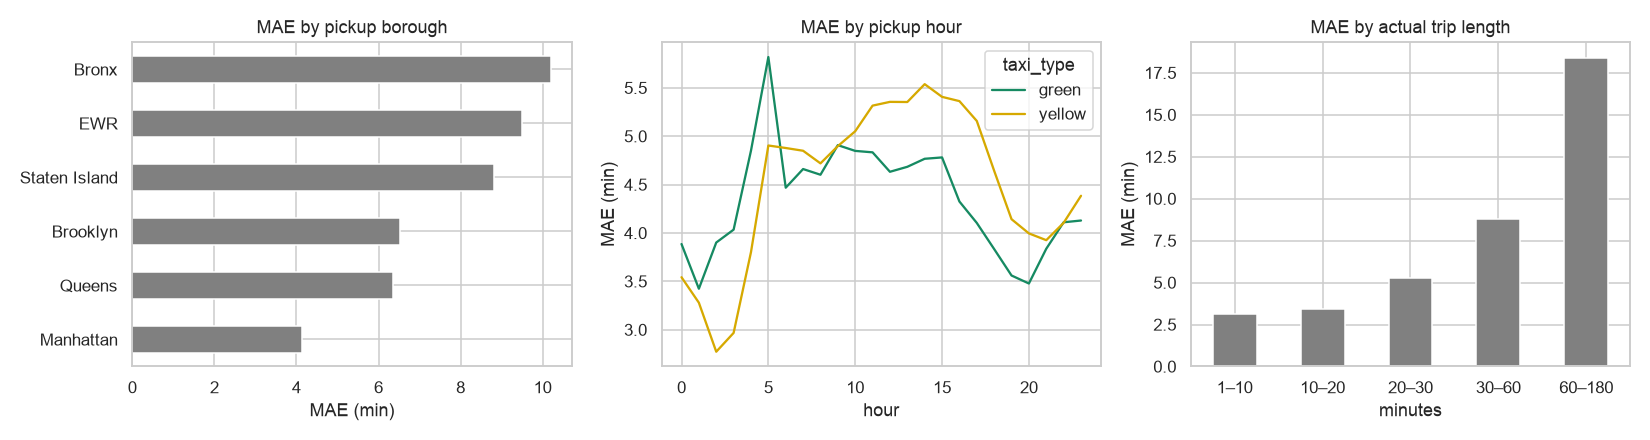 MAE by pickup borough
Bronx
EWR
Staten Island
Brooklyn
Queens
Manhattan
0 2 4 6 8 10
MAE (min)
MAE by pickup hour
MAE (min)
5.5
5.0
4.5
4.0
3.5
3.0
taxi_type
green
yellow
0 5 10 15 20
hour
MAE by actual trip length
MAE (min)
17.5
15.0
12.5
10.0
7.5
5.0
2.5
0.0
1–10 10–20 20–30 30–60 60–180
minutes